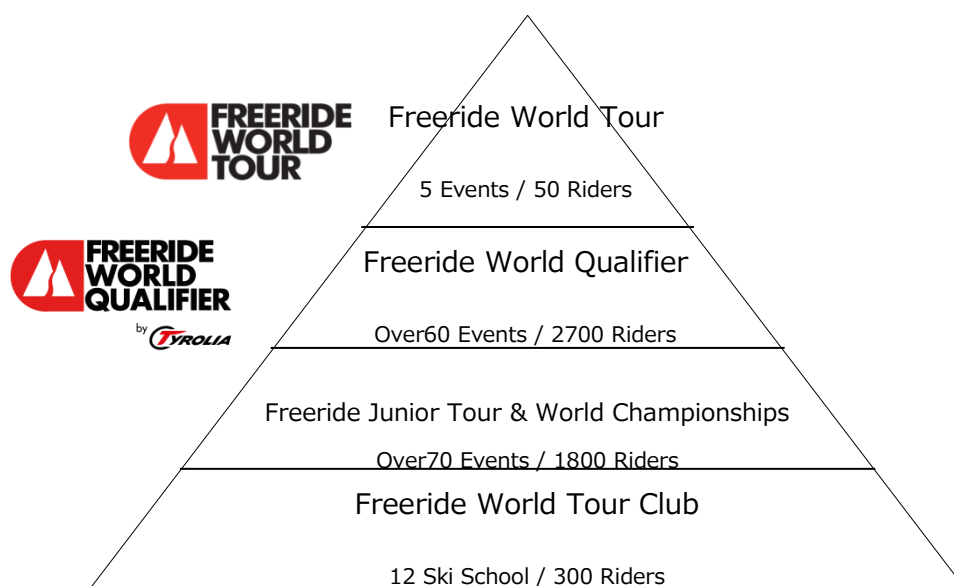 FREERIDE
WORLD
TOUR
Freeride World Tour
5 Events / 50 Riders
FREERIDE
WORLD
QUALIFIER
by TYROLIA
Freeride World Qualifier
Over60 Events / 2700 Riders
Freeride Junior Tour & World Championships
Over70 Events / 1800 Riders
Freeride World Tour Club
12 Ski School / 300 Riders